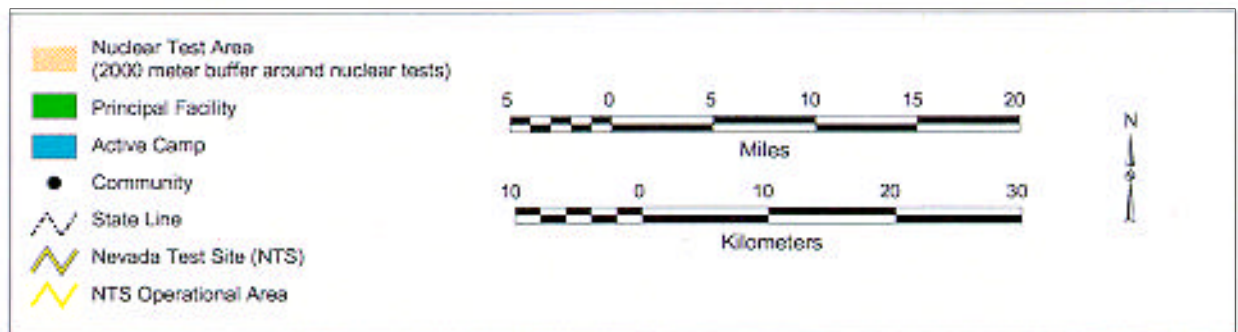 Nuclear Test Area
(2000 meter buffer around nuclear tests)
Principal Facility
Active Camp
Community
State Line
Nevada Test Site (NTS)
NTS Operational Area
5 0 5 10 15 20
Miles
10 0 10 20 30
Kilometers
N